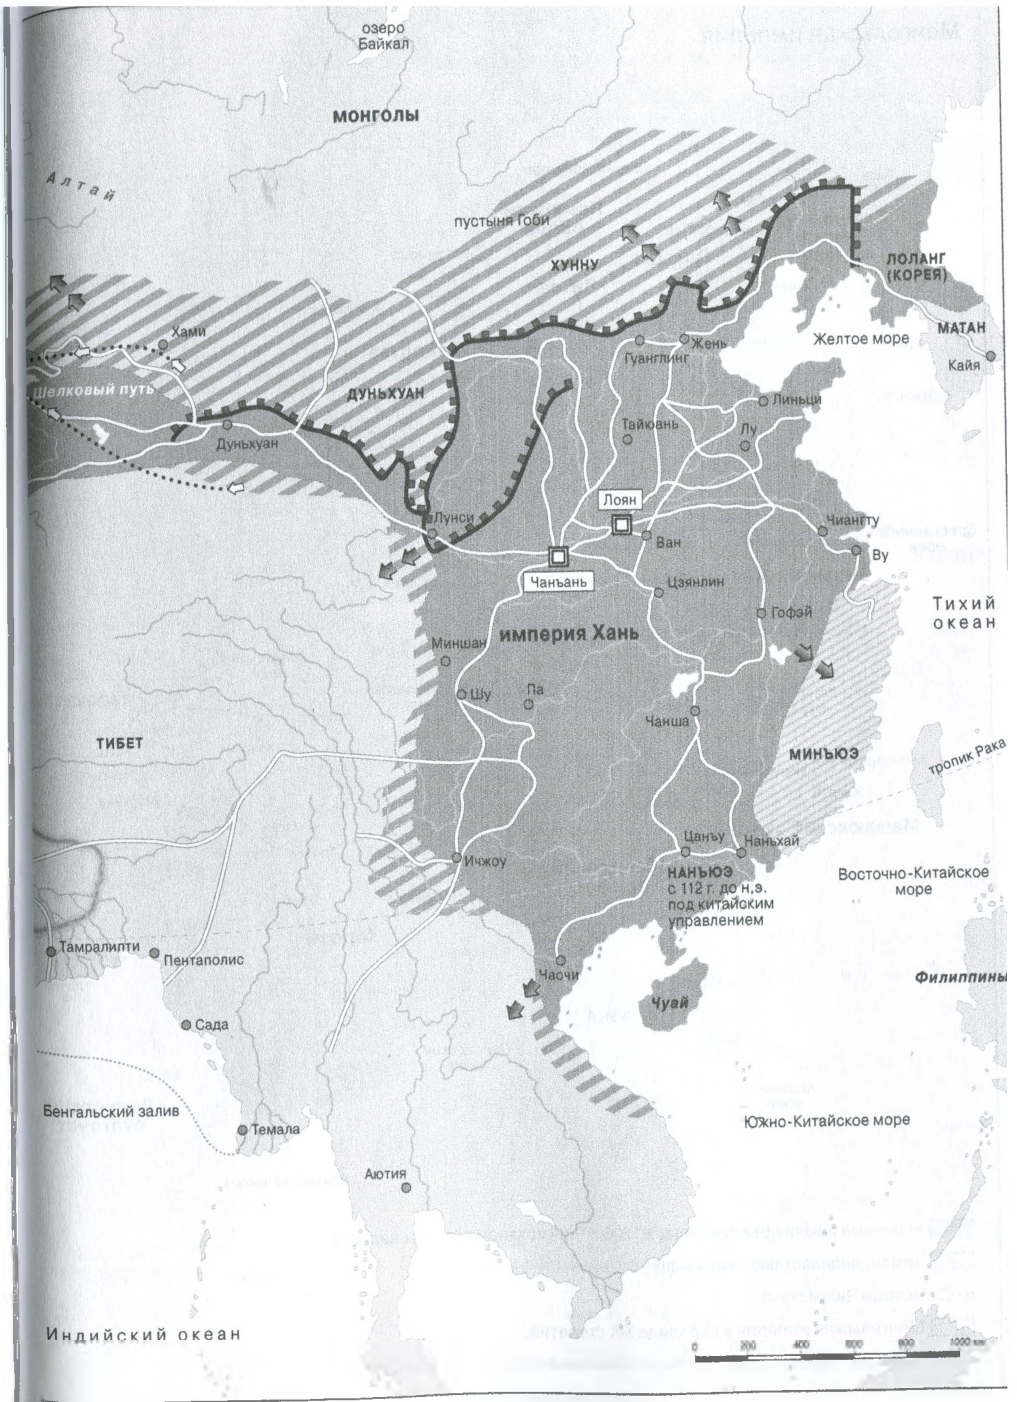 озеро
Байкал
МОНГОЛЫ
Алтай
пустыня Гоби
ХУННУ
ЛОЛАНГ
(КОРЕЯ)
Хами
МАТАН
Желтое море
Жень
Гуанглинг
Кайя
Шелковый путь
ДУНЬХУАН
Линьци
Тайюань
Лу
Дуньхуан
Лоян
Лунси
Чиангту
Ван
Ву
Чанъань
Цзянлин
Тихий
океан
Гофэй
империя Хань
Миншан
Шу
Па
Чанша
ТИБЕТ
МИНЪЮЭ
тропик Рака
Цанъу
Наньхай
Ичжоу
НАНЪЮЭ
с 112 г. до н,э.
под китайским
управлением
Восточно-Китайское
море
Тамралипти
Пентаполис
Чаочи
Чуай
Филиппины
Сада
Бенгальский залив
Темала
Южно-Китайское море
Аютия
Индийский океан
0 200 400 600 800 1000 км